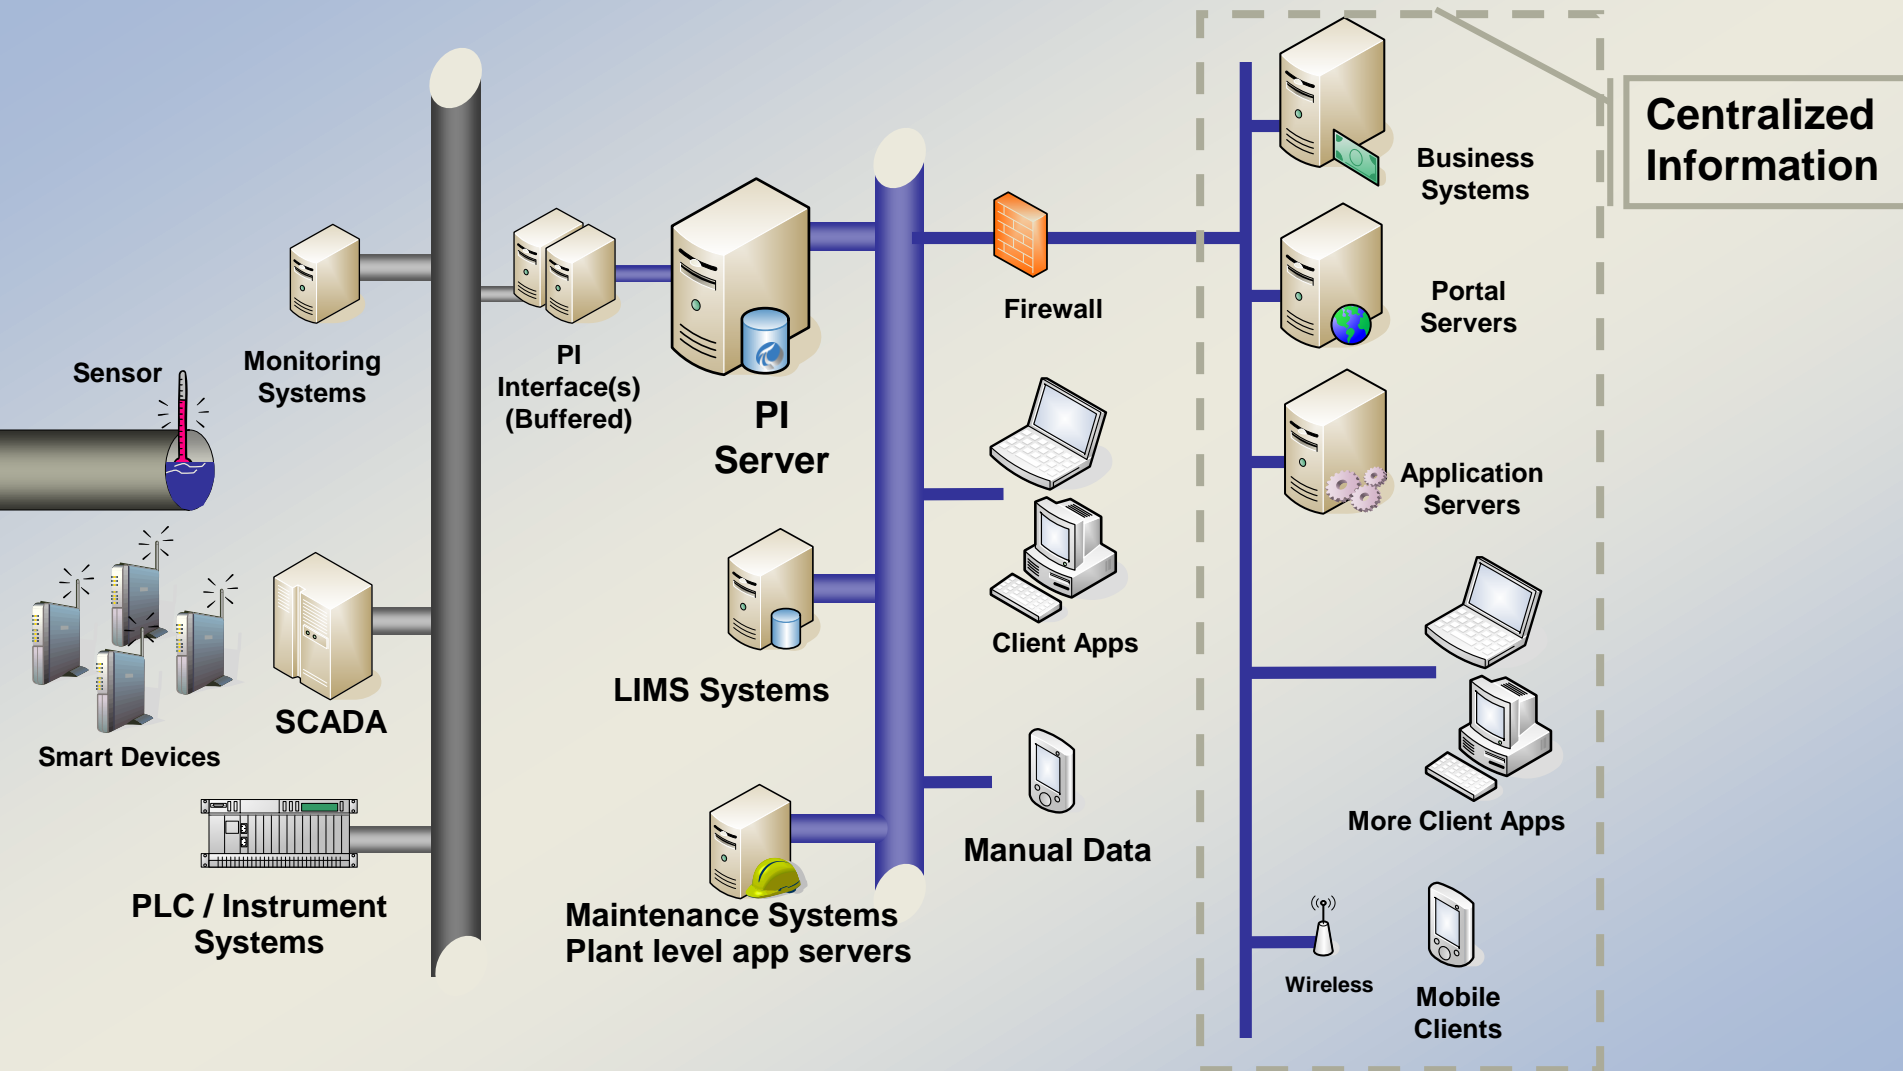 Centralized
Information
Business
Systems
Portal
Servers
Firewall
Application
Servers
Sensor
Monitoring
Systems
PI
Interface(s)
(Buffered)
PI
Server
Client Apps
LIMS Systems
SCADA
Smart Devices
More Client Apps
Manual Data
PLC / Instrument
Systems
Maintenance Systems
Plant level app servers
Wireless
Mobile
Clients